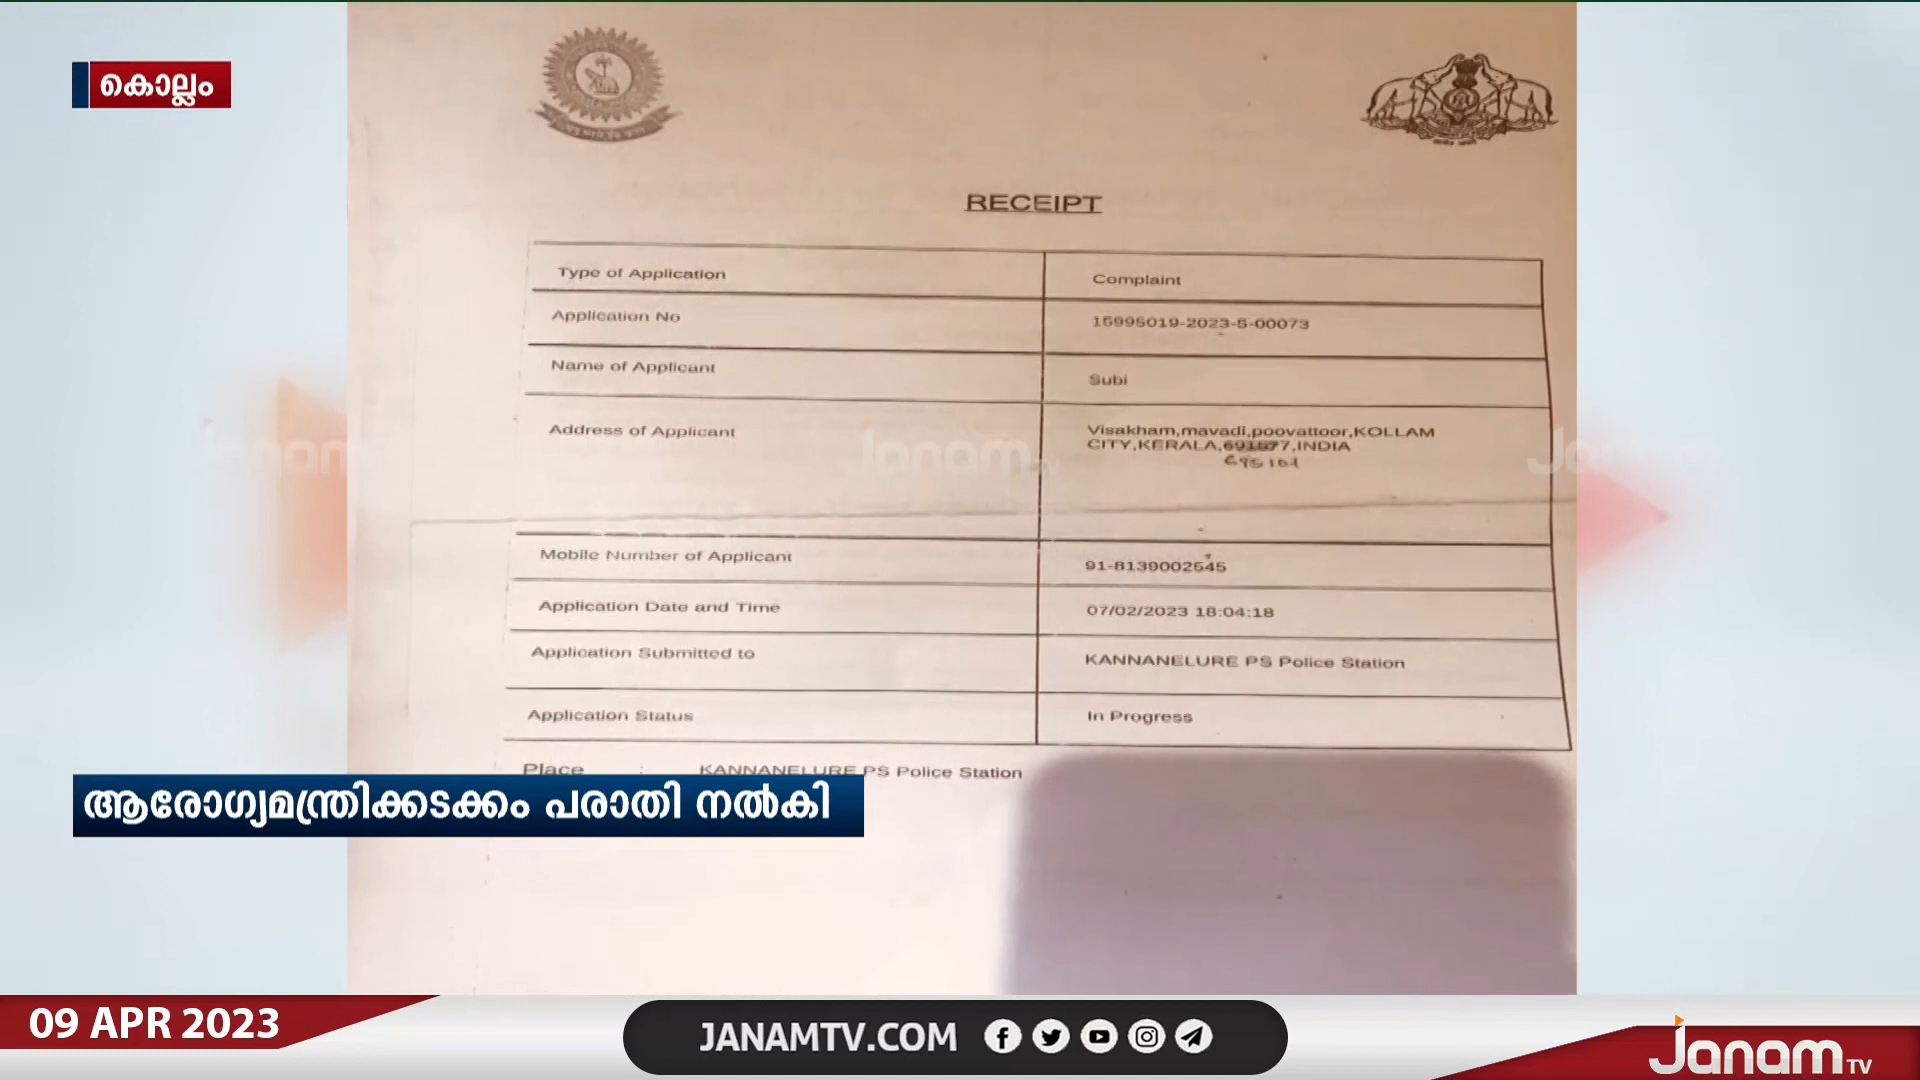 കൊല്ലം
RECEIPT
Type of Application
Complaint
Application No
15995019-2023-5-00073
Name of Applicant
Subi
Address of Applicant
Visakham,mavadi,poovattoor,KOLLAM
CITY,KERALA,691577,INDIA
Mobile Number of Applicant
91-8139002545
Application Date and Time
07/02/2023 18:04:18
Application Submitted to
KANNANELURE PS Police Station
Application Status
In Progress
Place : KANNANELURE PS Police Station
ആരോഗ്യമന്ത്രിക്കടക്കം പരാതി നൽകി
09 APR 2023
JANAMTV.COM
Janam TV